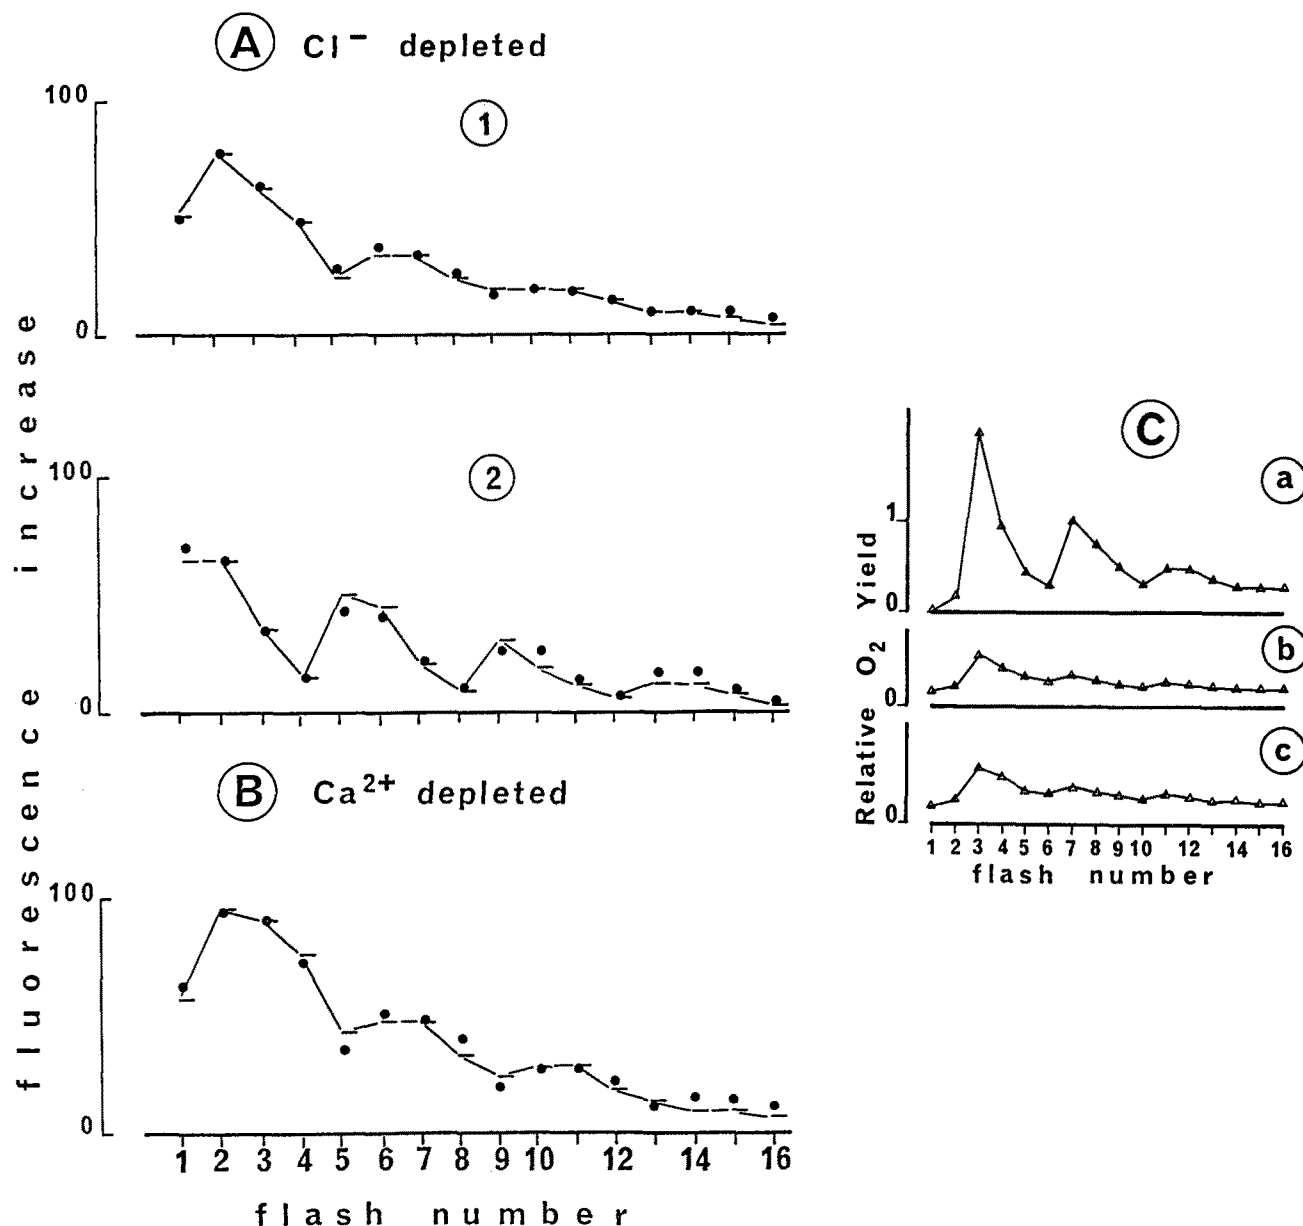 A Cl⁻ depleted
100
1
0
100
2
0
B Ca²⁺ depleted
100
0
1 2 3 4 5 6 7 8 9 10 12 14 16
flash number
fluorescence increase
C
a
1
0
b
0
c
0
Relative O₂ Yield
1 2 3 4 5 6 7 8 9 10 12 14 16
flash number